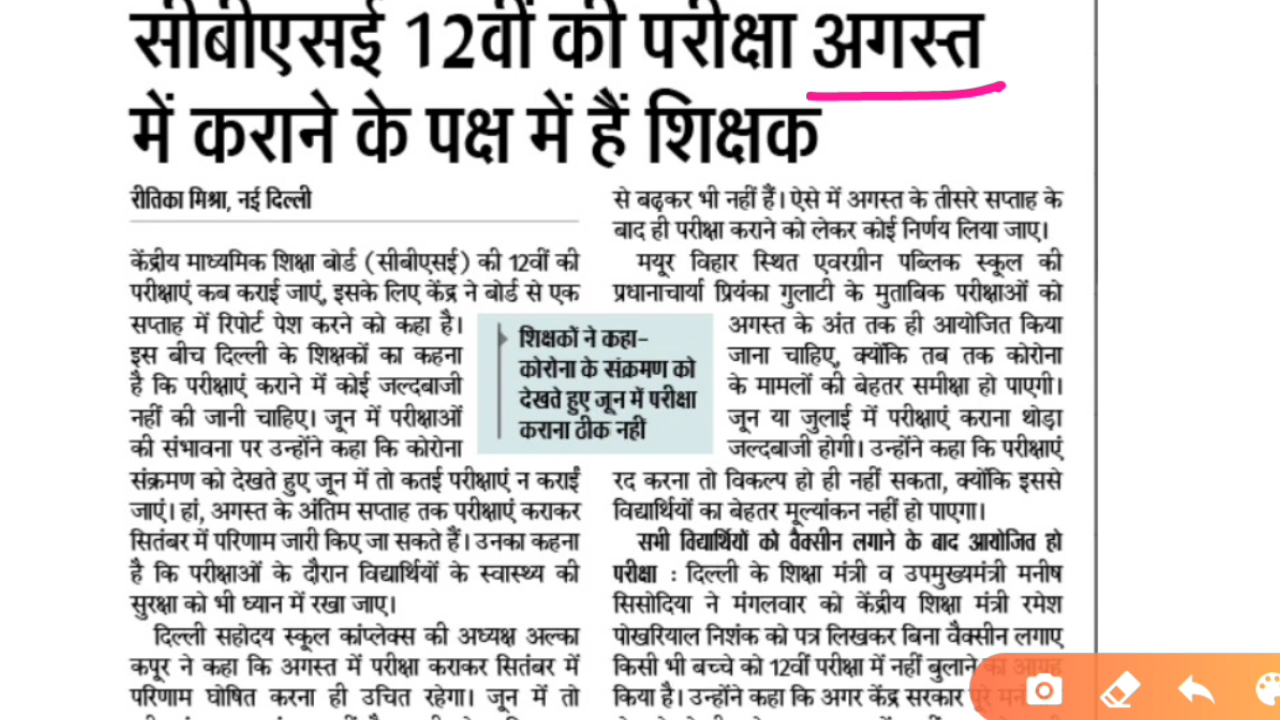 सीबीएसई 12वीं की परीक्षा अगस्त
में कराने के पक्ष में हैं शिक्षक
रीतिका मिश्रा, नई दिल्ली
केंद्रीय माध्यमिक शिक्षा बोर्ड (सीबीएसई) की 12वीं की
परीक्षाएं कब कराई जाएं, इसके लिए केंद्र ने बोर्ड से एक
सप्ताह में रिपोर्ट पेश करने को कहा है।
इस बीच दिल्ली के शिक्षकों का कहना
है कि परीक्षाएं कराने में कोई जल्दबाजी
नहीं की जानी चाहिए। जून में परीक्षाओं
की संभावना पर उन्होंने कहा कि कोरोना
संक्रमण को देखते हुए जून में तो कतई परीक्षाएं न कराईं
जाएं। हां, अगस्त के अंतिम सप्ताह तक परीक्षाएं कराकर
सितंबर में परिणाम जारी किए जा सकते हैं। उनका कहना
है कि परीक्षाओं के दौरान विद्यार्थियों के स्वास्थ्य की
सुरक्षा को भी ध्यान में रखा जाए।
दिल्ली सहोदय स्कूल कांप्लेक्स की अध्यक्ष अल्का
कपूर ने कहा कि अगस्त में परीक्षा कराकर सितंबर में
परिणाम घोषित करना ही उचित रहेगा। जून में तो
शिक्षकों ने कहा-
कोरोना के संक्रमण को
देखते हुए जून में परीक्षा
कराना ठीक नहीं
से बढ़कर भी नहीं हैं। ऐसे में अगस्त के तीसरे सप्ताह के
बाद ही परीक्षा कराने को लेकर कोई निर्णय लिया जाए।
मयूर विहार स्थित एवरग्रीन पब्लिक स्कूल की
प्रधानाचार्या प्रियंका गुलाटी के मुताबिक परीक्षाओं को
अगस्त के अंत तक ही आयोजित किया
जाना चाहिए, क्योंकि तब तक कोरोना
के मामलों की बेहतर समीक्षा हो पाएगी।
जून या जुलाई में परीक्षाएं कराना थोड़ा
जल्दबाजी होगी। उन्होंने कहा कि परीक्षाएं
रद करना तो विकल्प हो ही नहीं सकता, क्योंकि इससे
विद्यार्थियों का बेहतर मूल्यांकन नहीं हो पाएगा।
सभी विद्यार्थियों को वैक्सीन लगाने के बाद आयोजित हो
परीक्षा : दिल्ली के शिक्षा मंत्री व उपमुख्यमंत्री मनीष
सिसोदिया ने मंगलवार को केंद्रीय शिक्षा मंत्री रमेश
पोखरियाल निशंक को पत्र लिखकर बिना वैक्सीन लगाए
किसी भी बच्चे को 12वीं परीक्षा में नहीं बुलाने का आग्रह
किया है। उन्होंने कहा कि अगर केंद्र सरकार पूरे